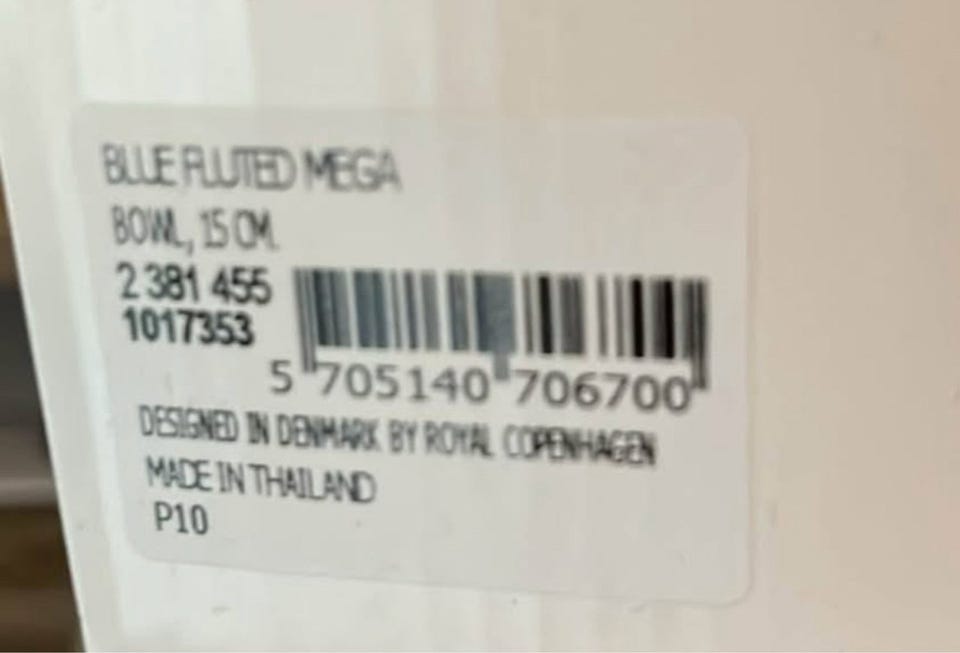 BLUE FLUTED MEGA
BOWL, 15 CM.
2 381 455
1017353
5 705140 706700
DESIGNED IN DENMARK BY ROYAL COPENHAGEN
MADE IN THAILAND
P10